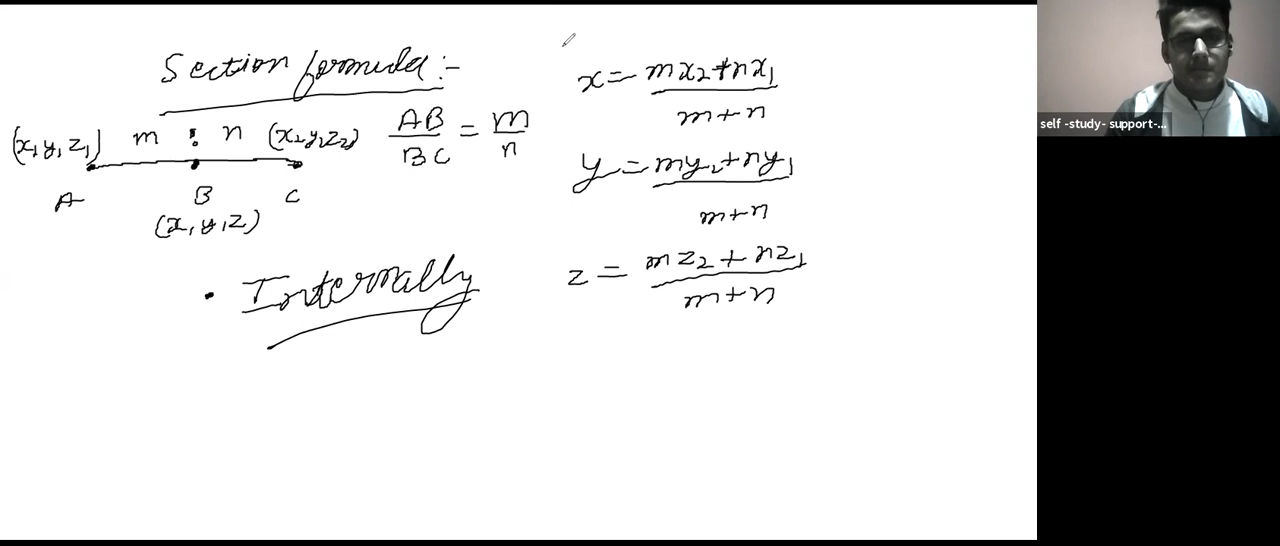 Section formula :-
(x₁ y₁ z₁) m : n (x₂ y₂ z₂)
A B C
(x, y, z)
AB/BC = m/n
• Internally
x = mx₂+nx₁
m+n
y = my₂+ny₁
m+n
z = mz₂+nz₁
m+n
self -study- support-...